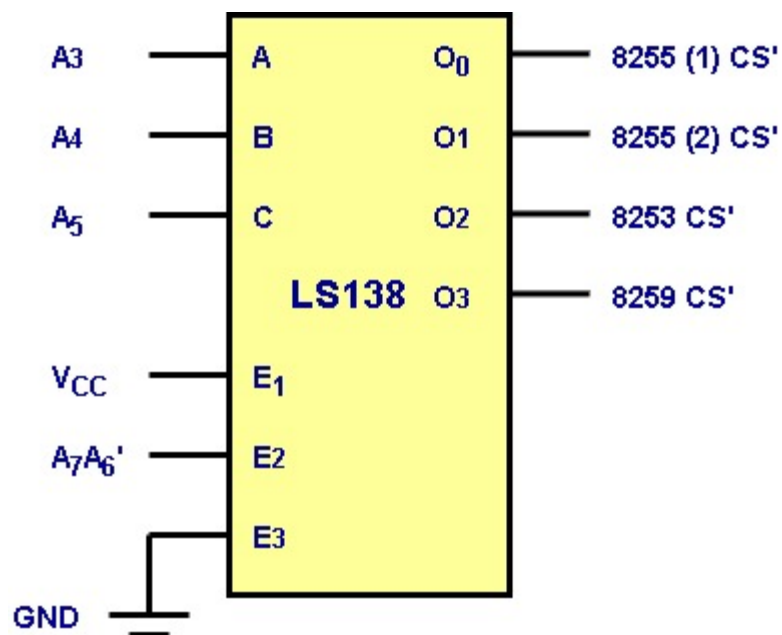 A3 A O0 8255 (1) CS'
A4 B O1 8255 (2) CS'
A5 C O2 8253 CS'
LS138 O3 8259 CS'
VCC E1
A7A6' E2
E3
GND